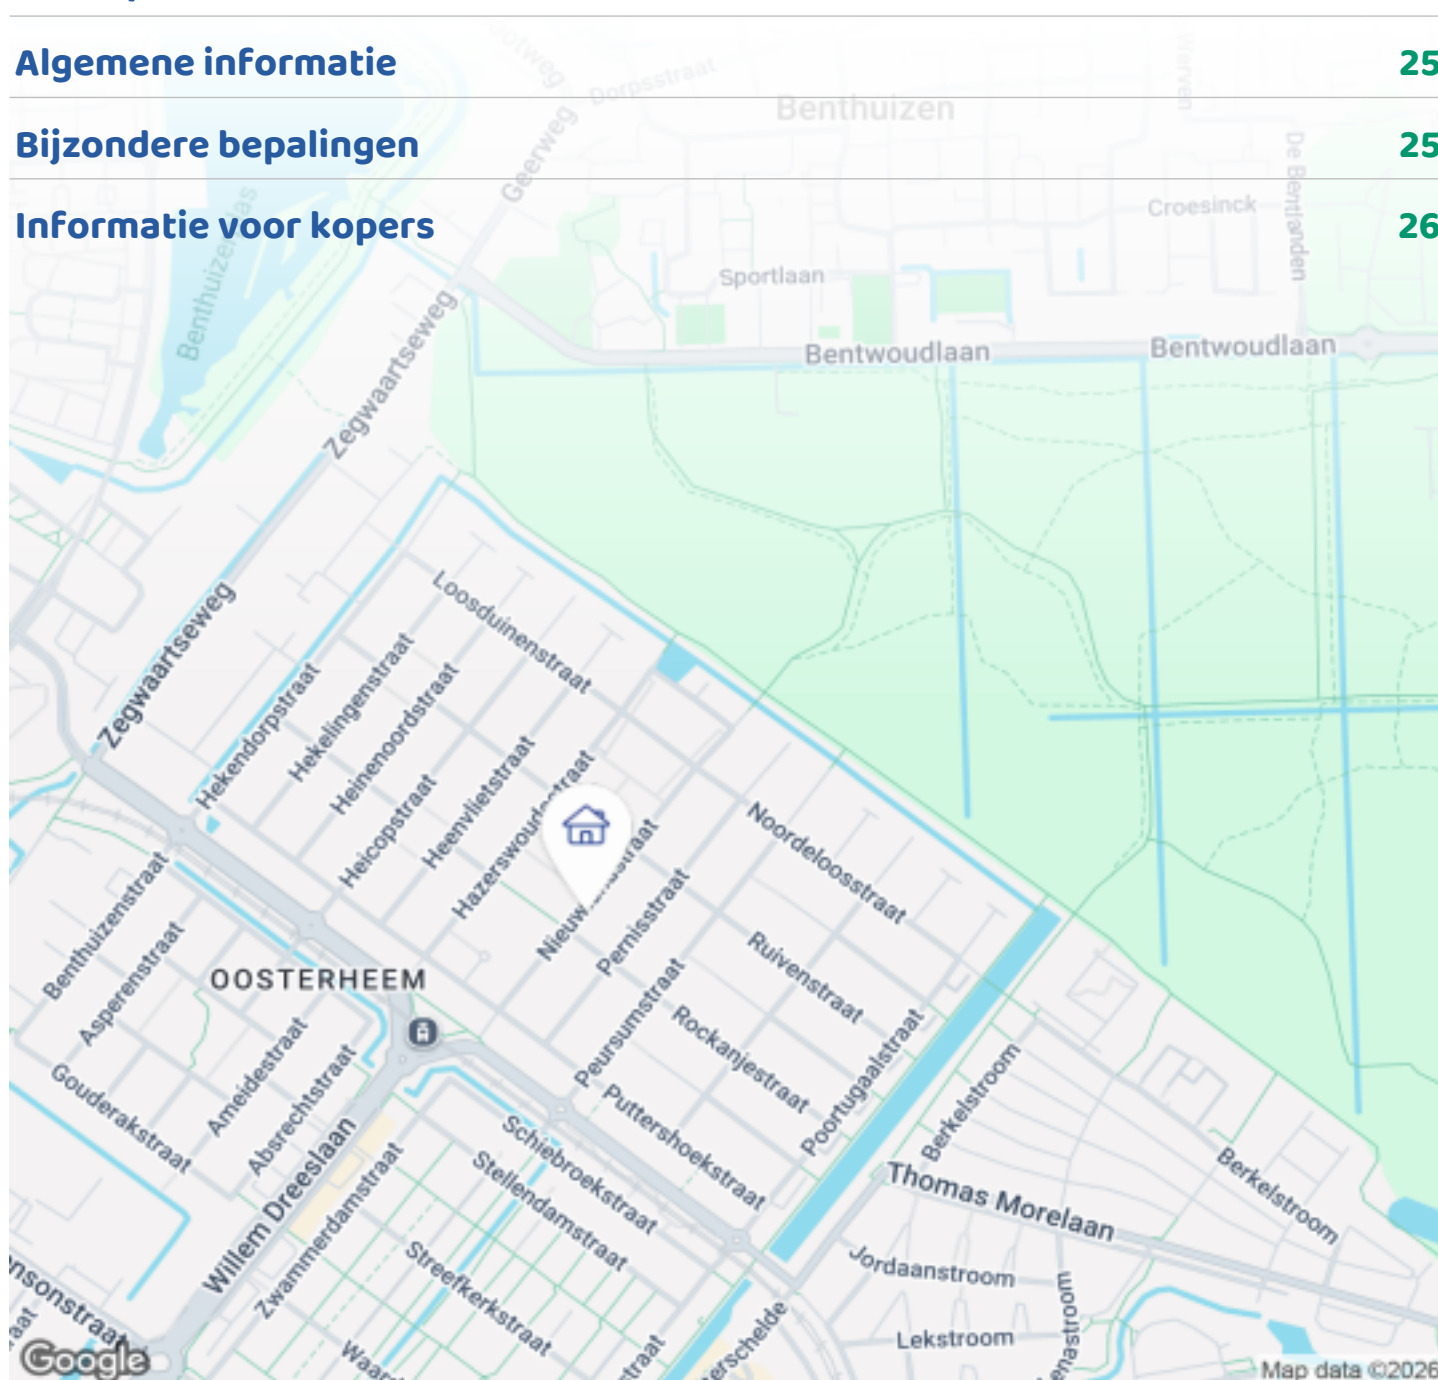 Algemene informatie 25
Bijzondere bepalingen 25
Informatie voor kopers 26
Dorpsstraat
Benthuizen
Werven
De Bentlanden
Geerweg
Croesinck
Benthuizerplas
Sportlaan
Zegwaartseweg
Bentwoudlaan
Bentwoudlaan
Zegwaartseweg
Loosduinenstraat
Hekendorpstraat
Hekelingenstraat
Heinenoordstraat
Heicopstraat
Heenvlietstraat
Noordeloosstraat
Pernisstraat
Benthuizenstraat
Asperenstraat
OOSTERHEEM
Ruivenstraat
Peursumstraat
Rockanjestraat
Poortugaalstraat
Gouderakstraat
Ameidestraat
Absrechtstraat
Puttershoekstraat
Berkelstroom
Schiebroekstraat
Stellendamstraat
Willem Dreeslaan
Zwammerdamstraat
Thomas Morelaan
Berkelstroom
Streefkerkstraat
Jordaanstroom
Lekstroom
Google
Map data ©2026